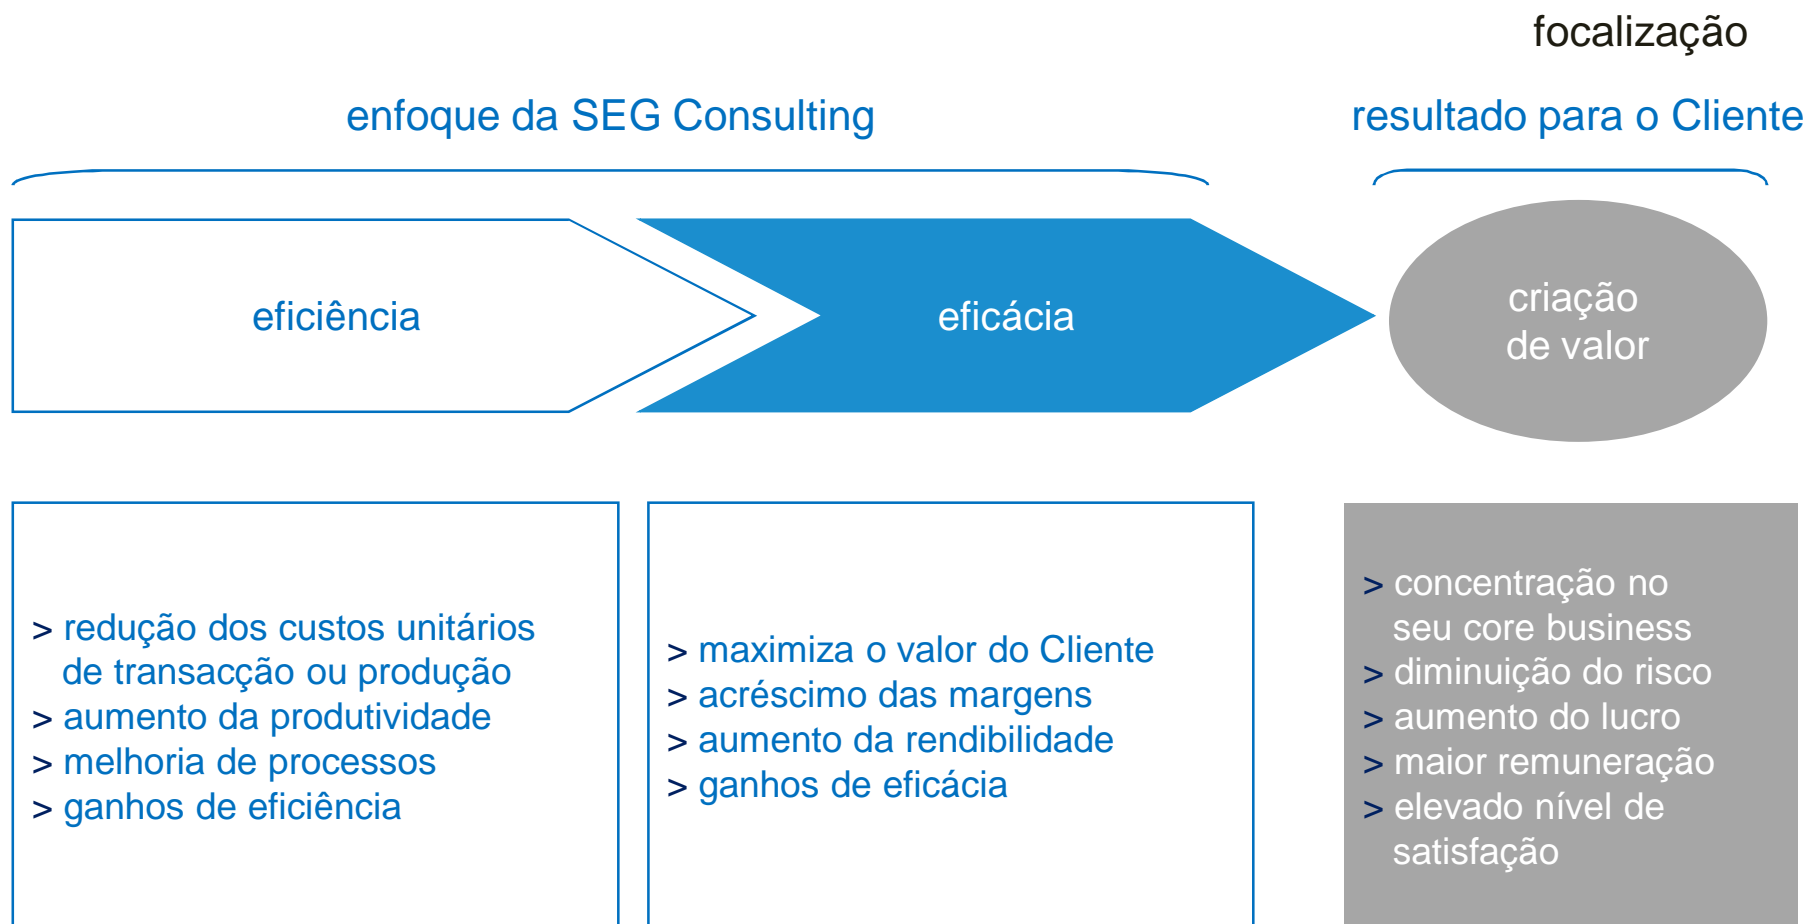 focalização
enfoque da SEG Consulting
resultado para o Cliente
eficiência
eficácia
criação
de valor
> redução dos custos unitários
de transacção ou produção
> aumento da produtividade
> melhoria de processos
> ganhos de eficiência
> maximiza o valor do Cliente
> acréscimo das margens
> aumento da rendibilidade
> ganhos de eficácia
> concentração no
seu core business
> diminuição do risco
> aumento do lucro
> maior remuneração
> elevado nível de
satisfação